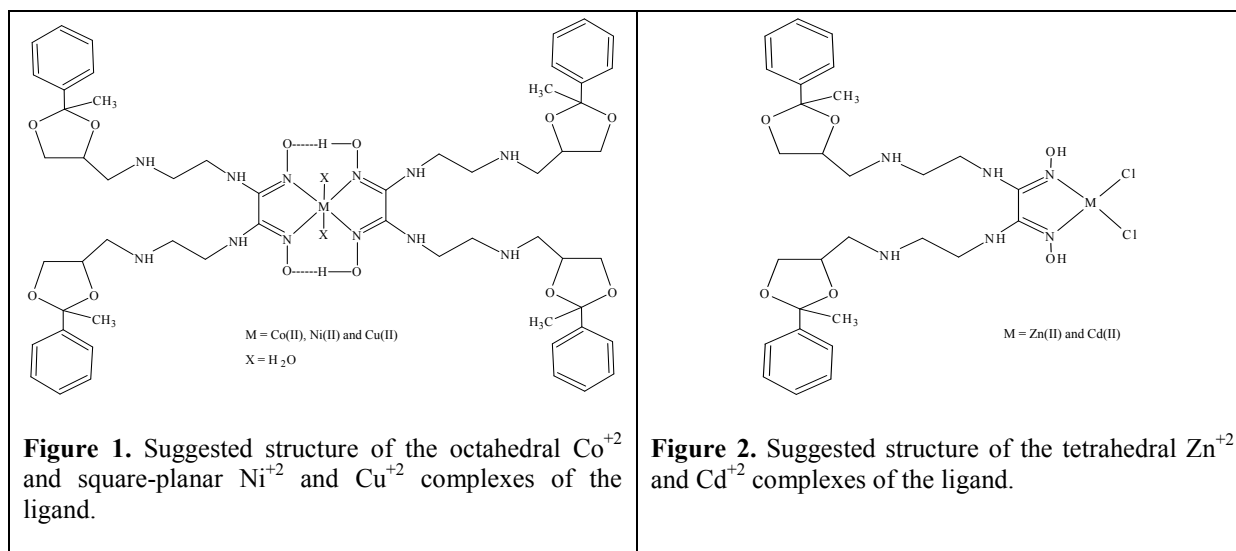 CH₃
H₃C
O
O
O
O
O
H
O
O
O
NH
NH
X
NH
NH
N
N
M
N
N
X
NH
NH
NH
NH
O
H
O
O
O
O
O
CH₃
H₃C
M = Co(II), Ni(II) and Cu(II)
X = H₂O
Figure 1. Suggested structure of the octahedral Co⁺²
and square-planar Ni⁺² and Cu⁺² complexes of the
ligand.
CH₃
O
O
OH
NH
NH
N
Cl
M
Cl
N
NH
NH
OH
O
O
CH₃
M = Zn(II) and Cd(II)
Figure 2. Suggested structure of the tetrahedral Zn⁺²
and Cd⁺² complexes of the ligand.